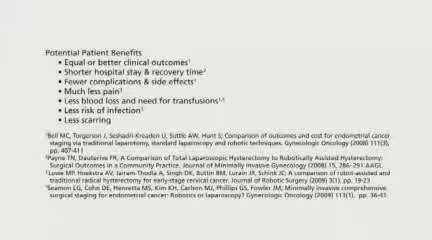 Potential Patient Benefits
• Equal or better clinical outcomes¹
• Shorter hospital stay & recovery time²
• Fewer complications & side effects¹
• Much less pain³
• Less blood loss and need for transfusions¹,³
• Less risk of infection¹
• Less scarring
¹Bell MC, Torgerson J, Seshadri-Kreaden U, Suttle AW, Hunt S; Comparison of outcomes and cost for endometrial cancer
staging via traditional laparotomy, standard laparoscopy and robotic techniques. Gynecologic Oncology (2008) 111(3),
pp. 407-411
²Payne TN, Dauterive FR, A Comparison of Total Laparoscopic Hysterectomy to Robotically Assisted Hysterectomy:
Surgical Outcomes in a Community Practice, Journal of Minimally Invasive Gynecology (2008) 15, 286-291 AAGL
Lowe MP, Hoekstra AV, Jairam-Thodla A, Singh DK, Buttin BM, Lurain JR, Schink JC; A comparison of robot-assisted and
traditional radical hysterectomy for early-stage cervical cancer. Journal of Robotic Surgery (2009) 3(1), pp. 19-23
Seamon LG, Cohn DE, Henretta MS, Kim KH, Carlson MJ, Phillips GS, Fowler JM; Minimally invasive comprehensive
surgical staging for endometrial cancer: Robotics or laparoscopy? Gynecologic Oncology (2009) 113(1), pp. 36-41